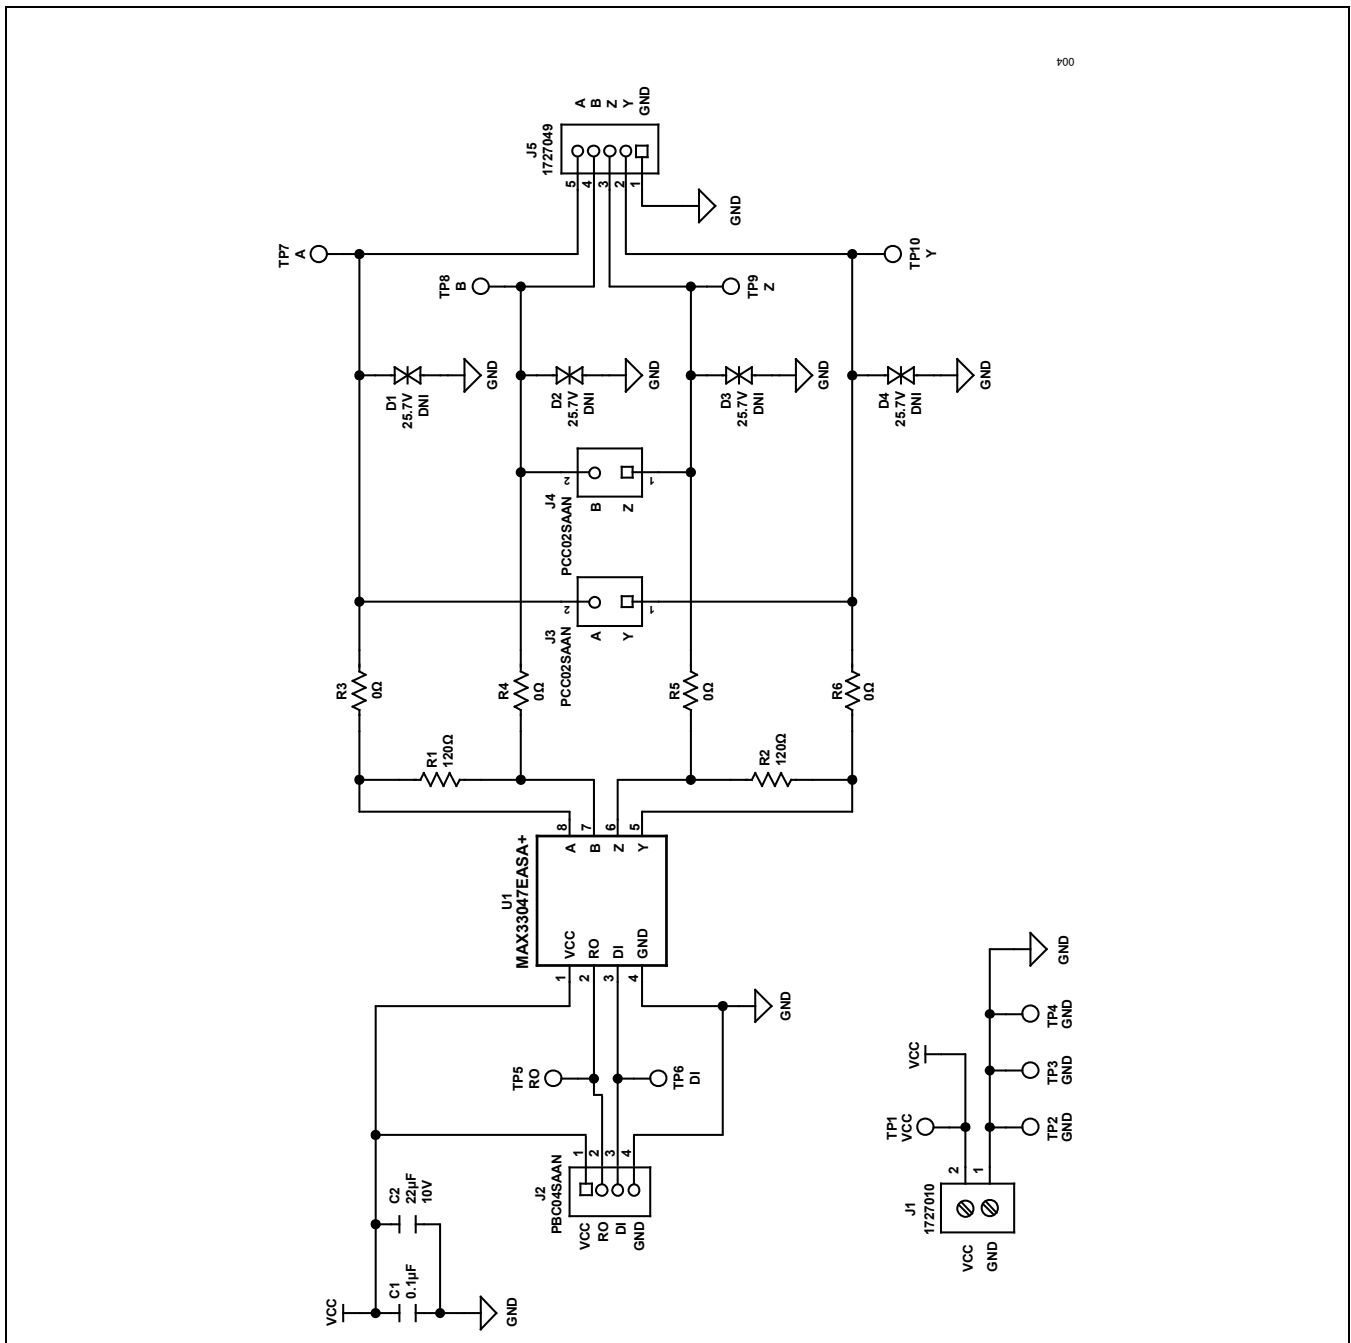 004
A
B
Z
Y
GND
J5
1727049
5
4
3
2
1
GND
TP7
A
TP8
B
TP9
Z
TP10
Y
D1
25.7V
DNI
GND
D2
25.7V
DNI
GND
D3
25.7V
DNI
GND
D4
25.7V
DNI
GND
J4
PCC02SAAN
2
1
B
Z
J3
PCC02SAAN
2
1
A
Y
R3
0Ω
R4
0Ω
R5
0Ω
R6
0Ω
R1
120Ω
R2
120Ω
U1
MAX33047EASA+
8
7
6
5
A
B
Z
Y
VCC
RO
DI
GND
1
2
3
4
GND
TP5
RO
TP6
DI
J2
PBC04SAAN
1
2
3
4
VCC
RO
DI
GND
C2
22µF
10V
C1
0.1µF
VCC
GND
VCC
TP1
VCC
GND
TP4
GND
TP3
GND
TP2
GND
J1
1727010
2
1
VCC
GND